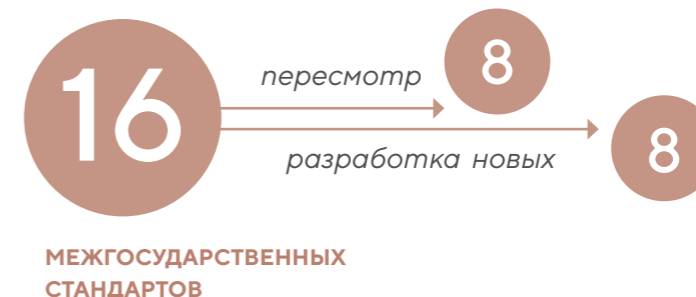 16
пересмотр
8
разработка новых
8
МЕЖГОСУДАРСТВЕННЫХ
СТАНДАРТОВ